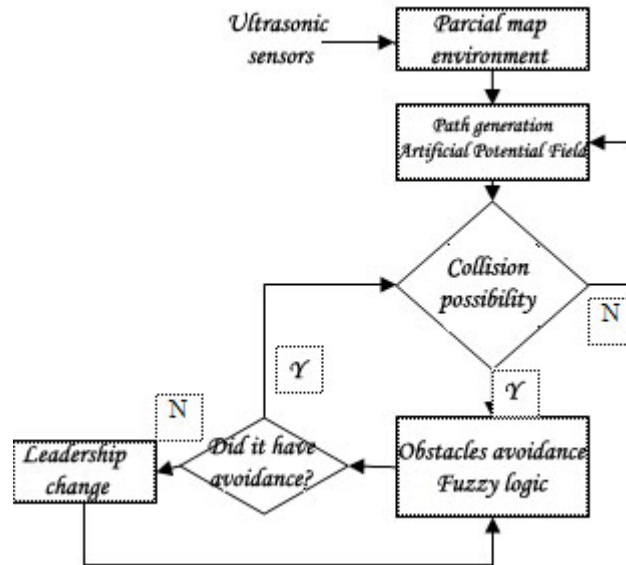 Ultrasonic
sensors
Parcial map
environment
Path generation
Artificial Potential Field
Collision
possibility
N
Y
Y
N
Did it have
avoidance?
Obstacles avoidance
Fuzzy logic
Leadership
change